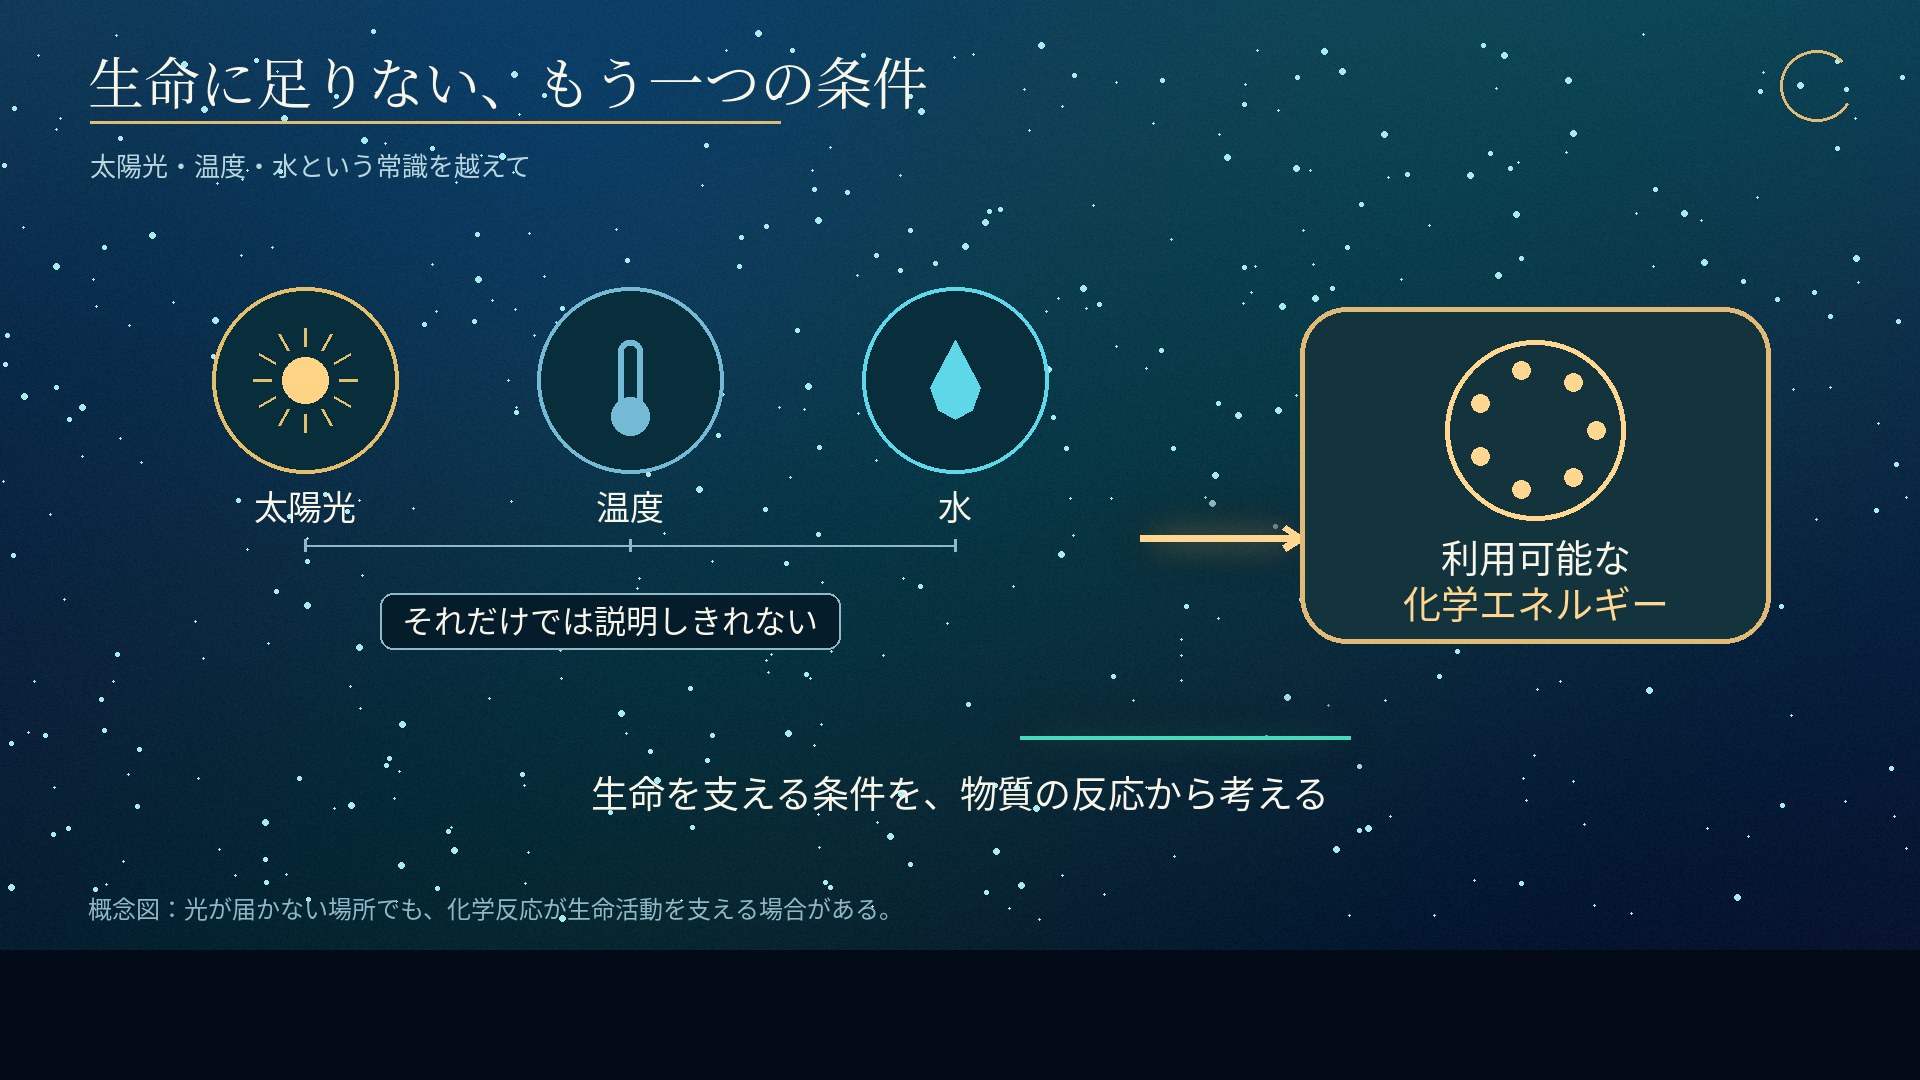 生命に足りない、もう一つの条件
太陽光・温度・水という常識を越えて
太陽光
温度
水
それだけでは説明しきれない
利用可能な
化学エネルギー
生命を支える条件を、物質の反応から考える
概念図：光が届かない場所でも、化学反応が生命活動を支える場合がある。